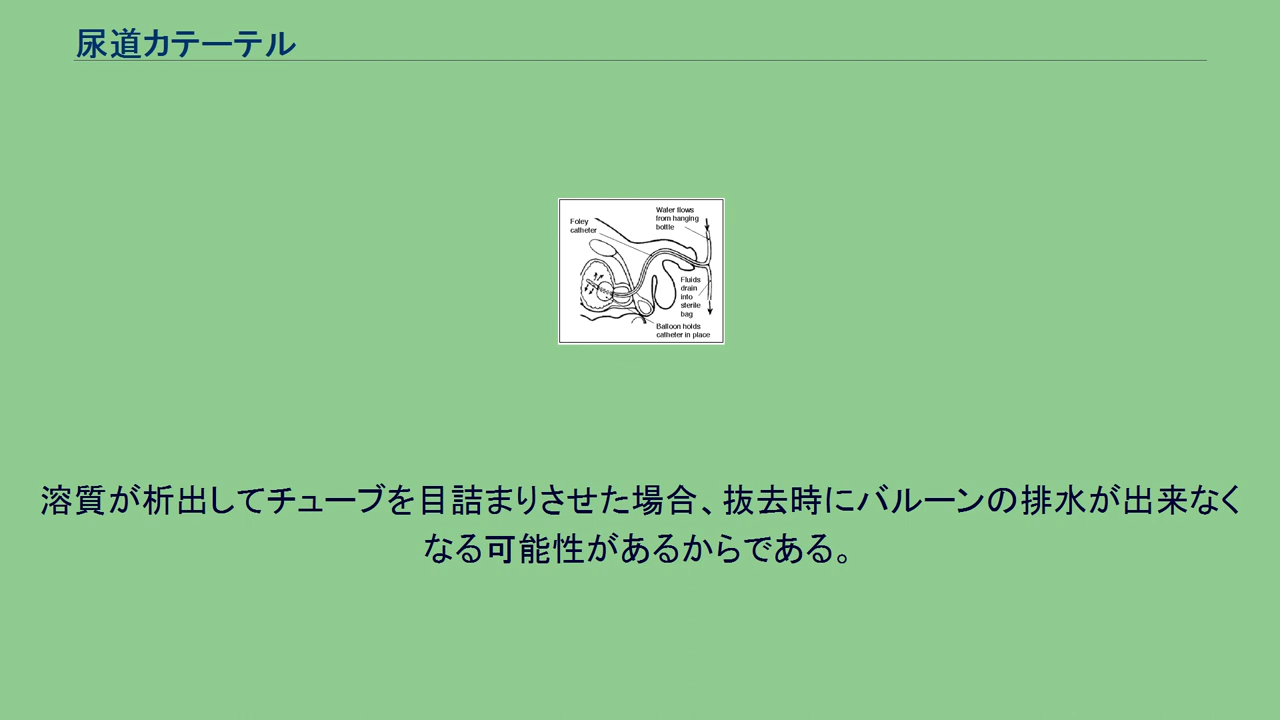 尿道カテーテル
Foley
catheter
Water flows
from hanging
bottle
Fluids
drain
into
sterile
bag
Balloon holds
catheter in place
溶質が析出してチューブを目詰まりさせた場合、抜去時にバルーンの排水が出来なく
なる可能性があるからである。